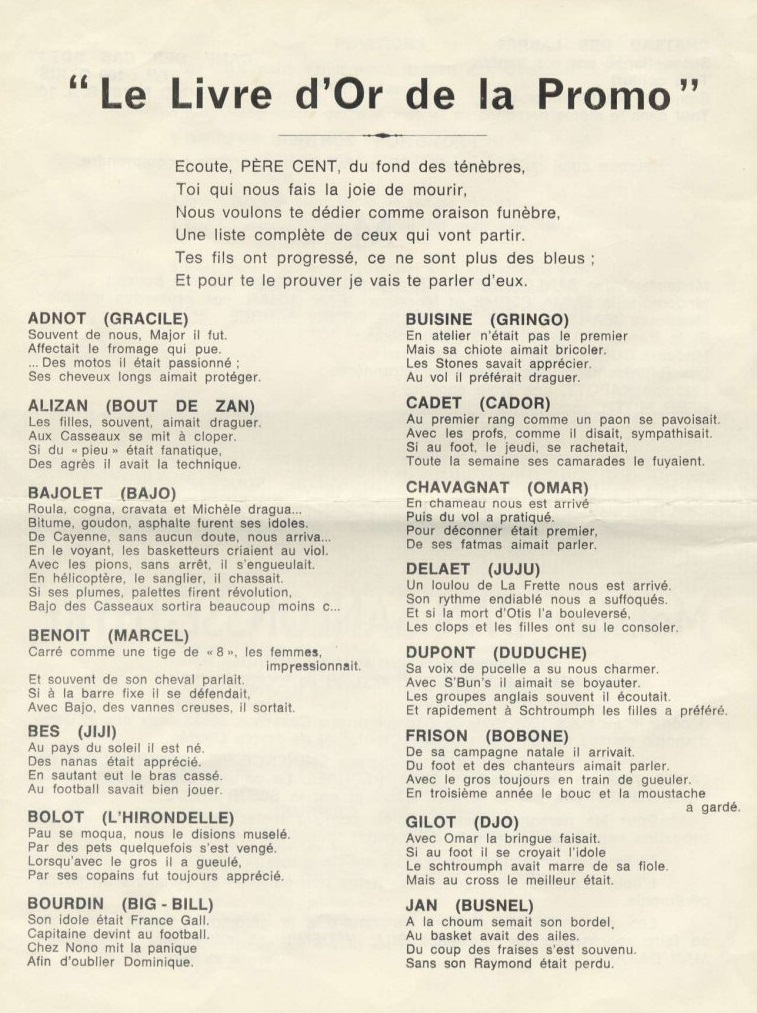 “Le Livre d’Or de la Promo”
Ecoute, PÈRE CENT, du fond des ténèbres,
Toi qui nous fais la joie de mourir,
Nous voulons te dédier comme oraison funèbre,
Une liste complète de ceux qui vont partir.
Tes fils ont progressé, ce ne sont plus des bleus ;
Et pour te le prouver je vais te parler d’eux.
ADNOT (GRACILE)
Souvent de nous, Major il fut.
Affectait le fromage qui pue.
... Des motos il était passionné ;
Ses cheveux longs aimait protéger.
ALIZAN (BOUT DE ZAN)
Les filles, souvent, aimait draguer.
Aux Casseaux se mit à cloper.
Si du « pieu » était fanatique,
Des agrès il avait la technique.
BAJOLET (BAJO)
Roula, cogna, cravata et Michèle dragua...
Bitume, goudon, asphalte furent ses idoles.
De Cayenne, sans aucun doute, nous arriva...
En le voyant, les basketteurs criaient au viol.
Avec les pions, sans arrêt, il s’engueulait.
En hélicoptère, le sanglier, il chassait.
Si ses plumes, palettes firent révolution,
Bajo des Casseaux sortira beaucoup moins c...
BENOIT (MARCEL)
Carré comme une tige de « 8 », les femmes,
impressionnait.
Et souvent de son cheval parlait.
Si à la barre fixe il se défendait,
Avec Bajo, des vannes creuses, il sortait.
BES (JIJI)
Au pays du soleil il est né.
Des nanas était apprécié.
En sautant eut le bras cassé.
Au football savait bien jouer.
BOLOT (L’HIRONDELLE)
Pau se moqua, nous le disions muselé.
Par des pets quelquefois s’est vengé.
Lorsqu’avec le gros il a gueulé,
Par ses copains fut toujours apprécié.
BOURDIN (BIG - BILL)
Son idole était France Gall.
Capitaine devint au football.
Chez Nono mit la panique
Afin d’oublier Dominique.
BUISINE (GRINGO)
En atelier n’était pas le premier
Mais sa chiote aimait bricoler.
Les Stones savait apprécier.
Au vol il préférait draguer.
CADET (CADOR)
Au premier rang comme un paon se pavoisait.
Avec les profs, comme il disait, sympathisait.
Si au foot, le jeudi, se rachetait,
Toute la semaine ses camarades le fuyaient.
CHAVAGNAT (OMAR)
En chameau nous est arrivé
Puis du vol a pratiqué.
Pour déconner était premier,
De ses fatmas aimait parler.
DELAET (JUJU)
Un loulou de La Frette nous est arrivé.
Son rythme endiablé nous a suffoqués.
Et si la mort d’Otis l’a bouleversé,
Les clops et les filles ont su le consoler.
DUPONT (DUDUCHE)
Sa voix de pucelle a su nous charmer.
Avec S’Bun’s il aimait se boyauter.
Les groupes anglais souvent il écoutait.
Et rapidement à Schtroumph les filles a préféré.
FRISON (BOBONE)
De sa campagne natale il arrivait.
Du foot et des chanteurs aimait parler.
Avec le gros toujours en train de gueuler.
En troisième année le bouc et la moustache
a gardé.
GILOT (DJO)
Avec Omar la bringue faisait.
Si au foot il se croyait l’idole
Le schtroumph avait marre de sa fiole.
Mais au cross le meilleur était.
JAN (BUSNEL)
A la choum semait son bordel,
Au basket avait des ailes.
Du coup des fraises s’est souvenu.
Sans son Raymond était perdu.